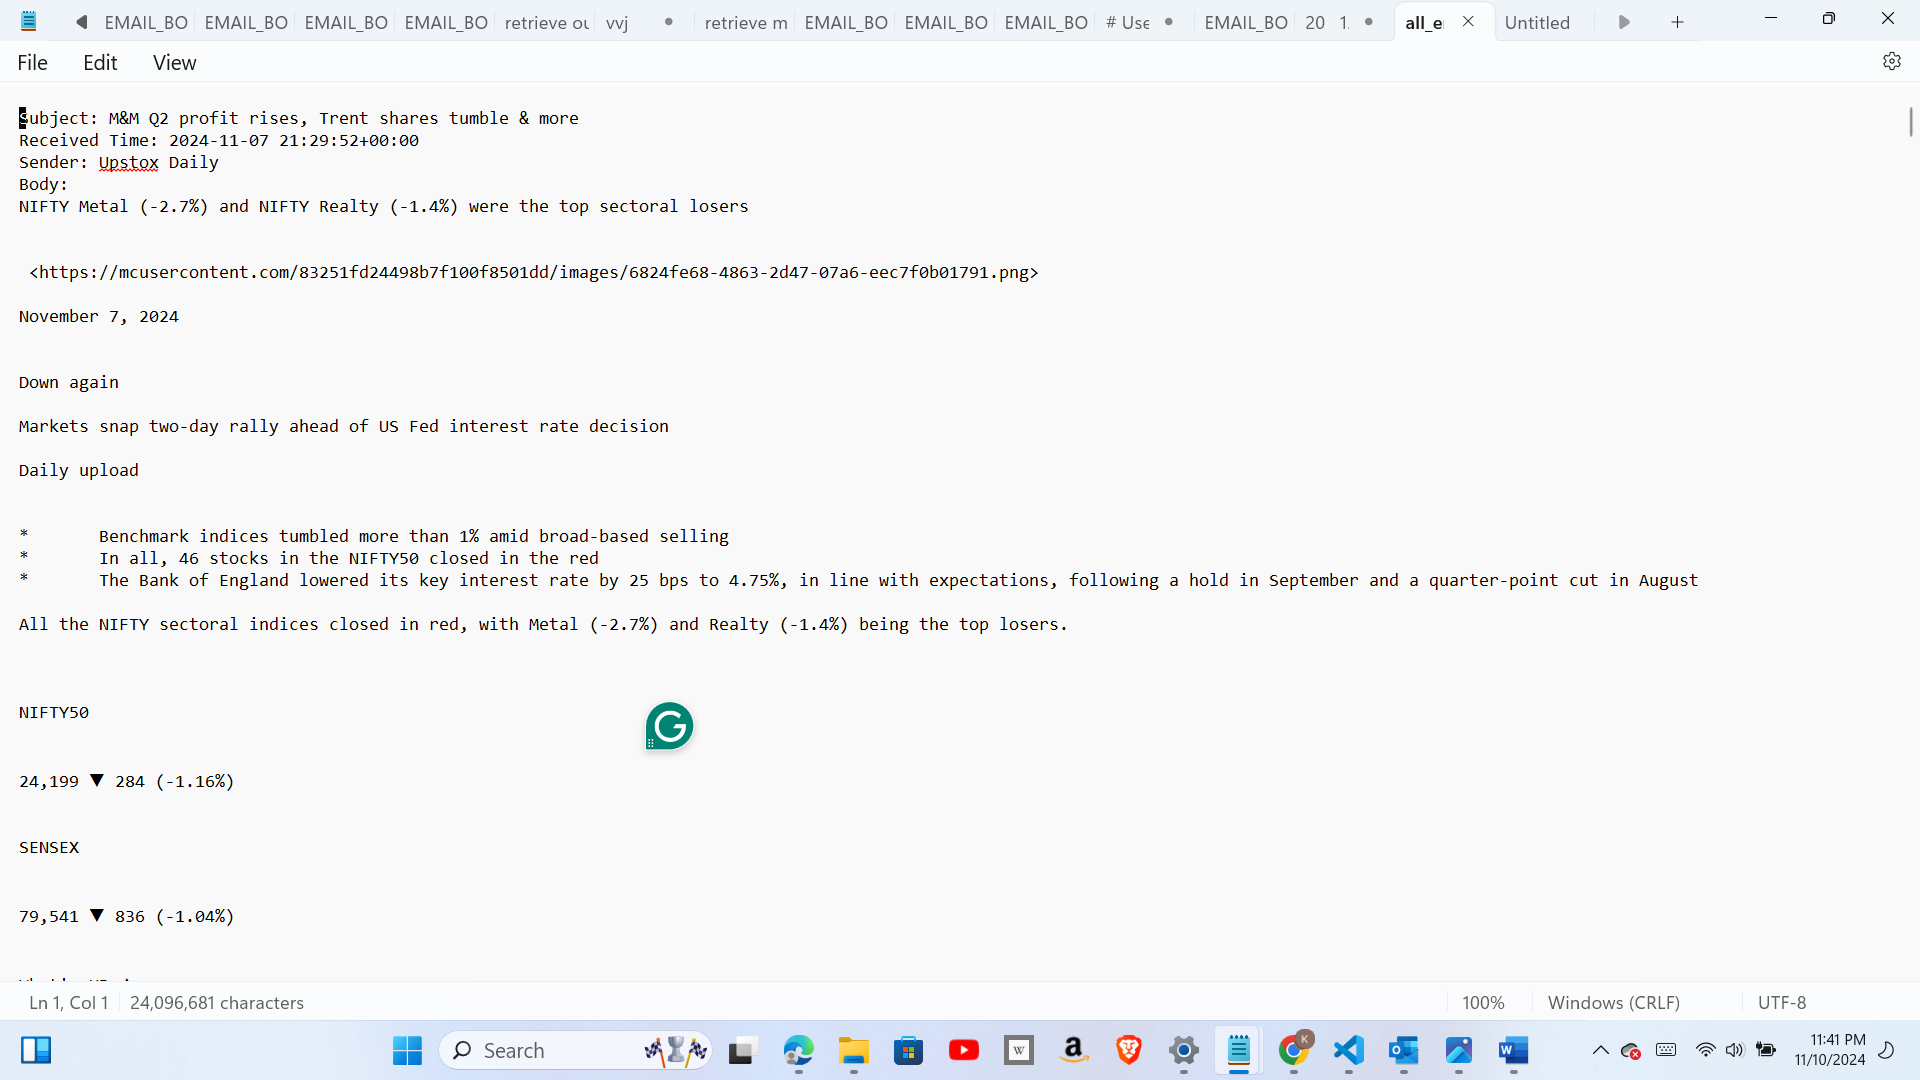 EMAIL_BO EMAIL_BO EMAIL_BO EMAIL_BO retrieve ou vvj retrieve m EMAIL_BO EMAIL_BO EMAIL_BO # Use EMAIL_BO 20 1. all_e Untitled
File Edit View
Subject: M&M Q2 profit rises, Trent shares tumble & more
Received Time: 2024-11-07 21:29:52+00:00
Sender: Upstox Daily
Body:
NIFTY Metal (-2.7%) and NIFTY Realty (-1.4%) were the top sectoral losers
<https://mcusercontent.com/83251fd24498b7f100f8501dd/images/6824fe68-4863-2d47-07a6-eec7f0b01791.png>
November 7, 2024
Down again
Markets snap two-day rally ahead of US Fed interest rate decision
Daily upload
* Benchmark indices tumbled more than 1% amid broad-based selling
* In all, 46 stocks in the NIFTY50 closed in the red
* The Bank of England lowered its key interest rate by 25 bps to 4.75%, in line with expectations, following a hold in September and a quarter-point cut in August
All the NIFTY sectoral indices closed in red, with Metal (-2.7%) and Realty (-1.4%) being the top losers.
NIFTY50
24,199 ▼ 284 (-1.16%)
SENSEX
79,541 ▼ 836 (-1.04%)
Ln 1, Col 1 24,096,681 characters 100% Windows (CRLF) UTF-8
Search 11:41 PM
11/10/2024